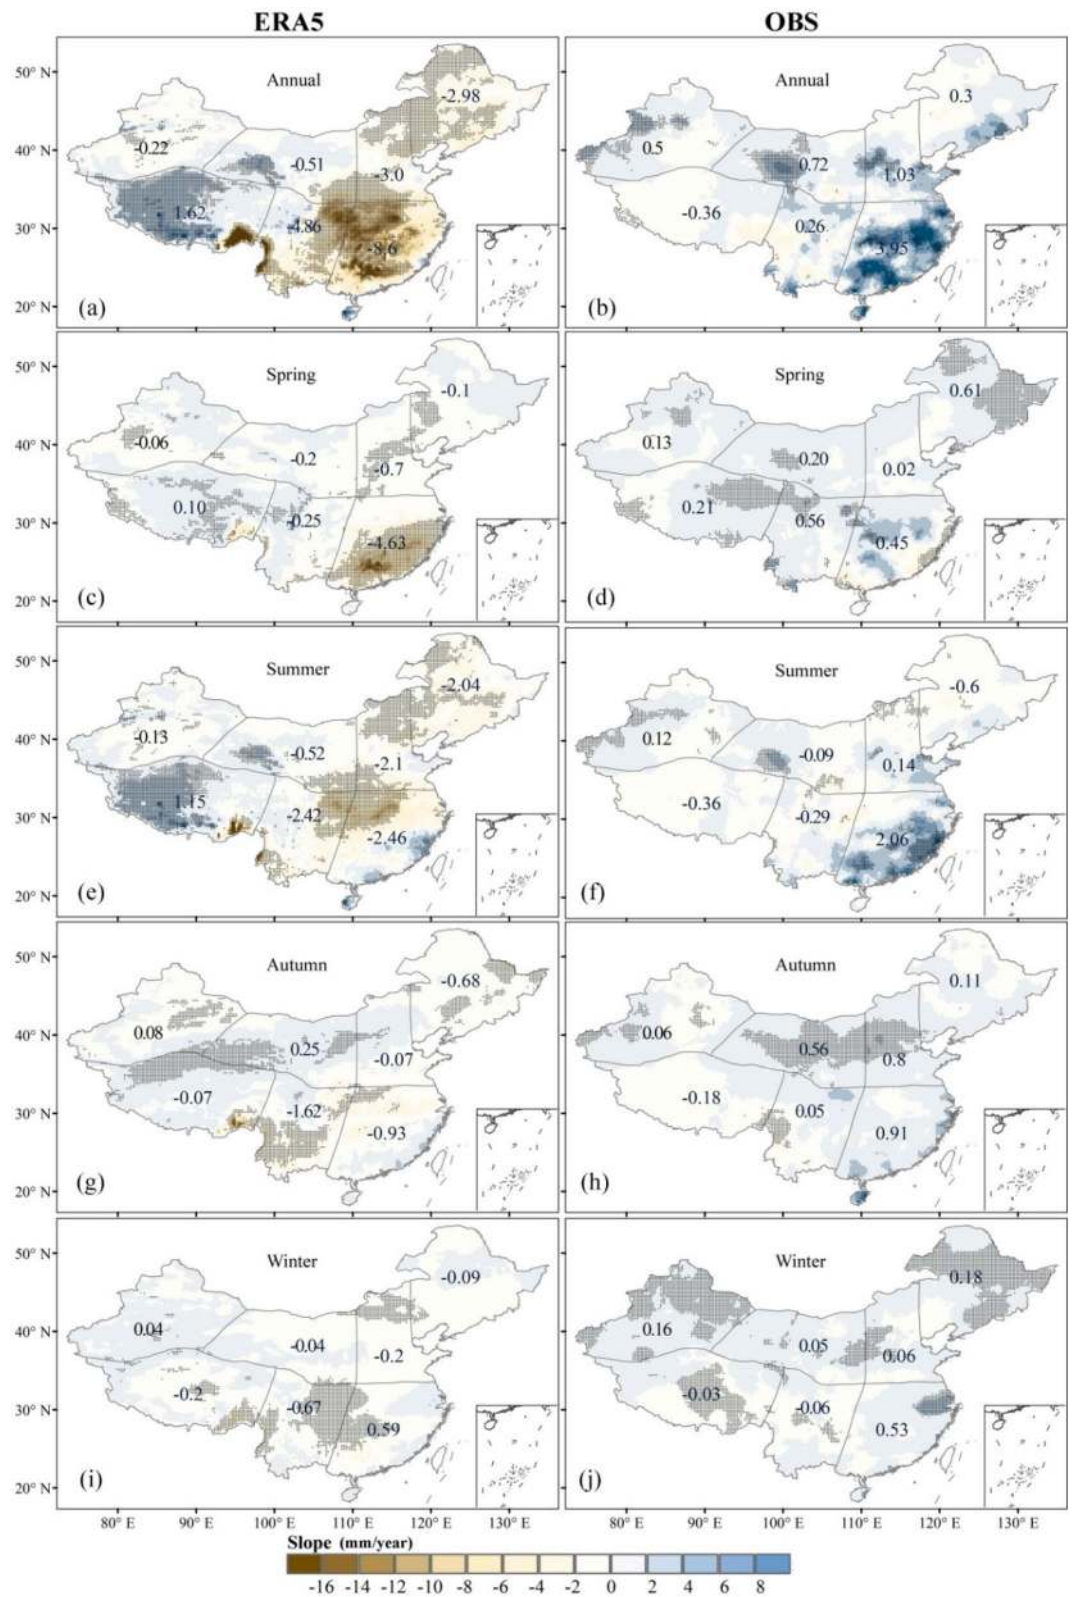 ERA5 OBS
Annual Annual
50° N
-2.98 0.3
40° N
-0.22 -0.51 0.5 0.72
-3.0 1.03
1.62 -0.36
30° N
-4.86 0.26
-8.6 3.95
20° N
(a) (b)
Spring Spring
50° N
-0.1 0.61
40° N
-0.06 -0.2 0.13 0.20
-0.7 0.02
0.10 0.21
30° N
-0.25 0.56
-4.63 0.45
20° N
(c) (d)
Summer Summer
50° N
-2.04 -0.6
40° N
-0.13 -0.52 0.12 -0.09
-2.1 0.14
1.15 -0.36
30° N
-2.42 -0.29
-2.46 2.06
20° N
(e) (f)
Autumn Autumn
50° N
-0.68 0.11
40° N
0.08 0.25 0.06 0.56
-0.07 0.8
-0.07 -0.18
30° N
-1.62 0.05
-0.93 0.91
20° N
(g) (h)
Winter Winter
50° N
-0.09 0.18
40° N
0.04 -0.04 0.16 0.05
-0.2 0.06
-0.2 -0.03
30° N
-0.67 -0.06
0.59 0.53
20° N
(i) (j)
80° E 90° E 100° E 110° E 120° E 130° E 80° E 90° E 100° E 110° E 120° E 130° E
Slope (mm/year)
-16 -14 -12 -10 -8 -6 -4 -2 0 2 4 6 8